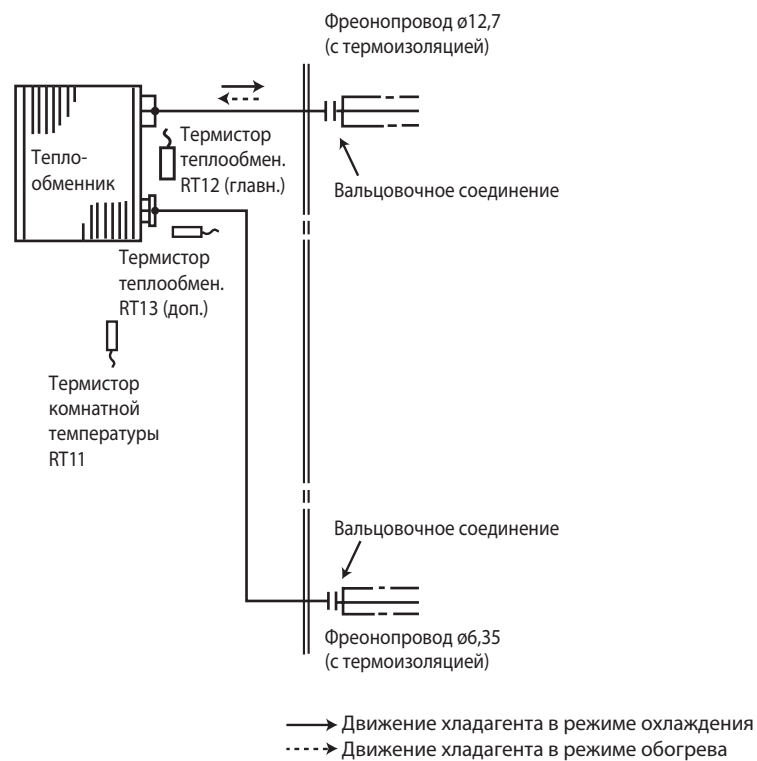 Фреонопровод ø12,7
(с термоизоляцией)
Термистор
теплообмен.
RT12 (главн.)
Тепло-
обменник
Вальцовочное соединение
Термистор
теплообмен.
RT13 (доп.)
Термистор
комнатной
температуры
RT11
Вальцовочное соединение
Фреонопровод ø6,35
(с термоизоляцией)
Движение хладагента в режиме охлаждения
Движение хладагента в режиме обогрева